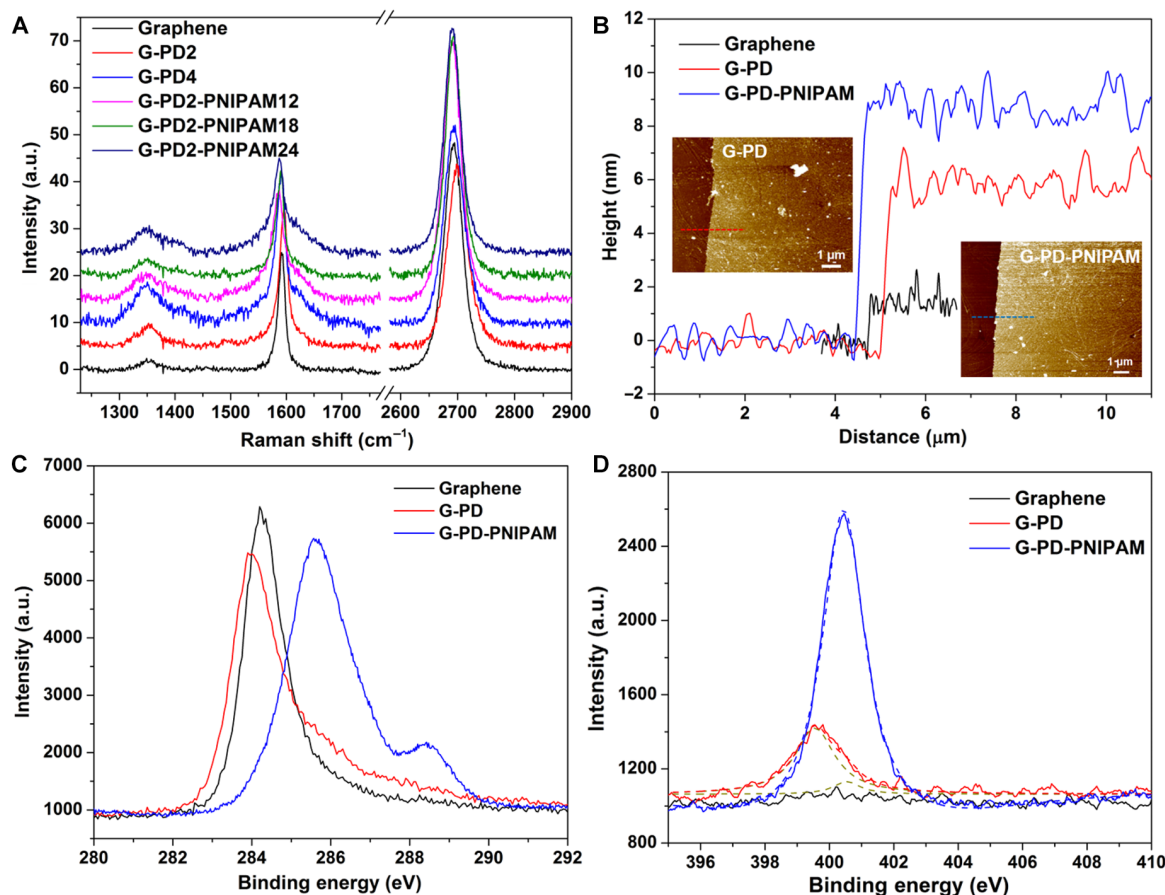 A
Graphene
G-PD2
G-PD4
G-PD2-PNIPAM12
G-PD2-PNIPAM18
G-PD2-PNIPAM24
Intensity (a.u.)
70
60
50
40
30
20
10
0
1300 1400 1500 1600 1700 2600 2700 2800 2900
Raman shift (cm⁻¹)
B
Graphene
G-PD
G-PD-PNIPAM
Height (nm)
12
10
8
6
4
2
0
−2
G-PD
1 μm
G-PD-PNIPAM
1 μm
0 2 4 6 8 10
Distance (μm)
C
Graphene
G-PD
G-PD-PNIPAM
Intensity (a.u.)
7000
6000
5000
4000
3000
2000
1000
280 282 284 286 288 290 292
Binding energy (eV)
D
Graphene
G-PD
G-PD-PNIPAM
Intensity (a.u.)
2800
2400
2000
1600
1200
800
396 398 400 402 404 406 408 410
Binding energy (eV)